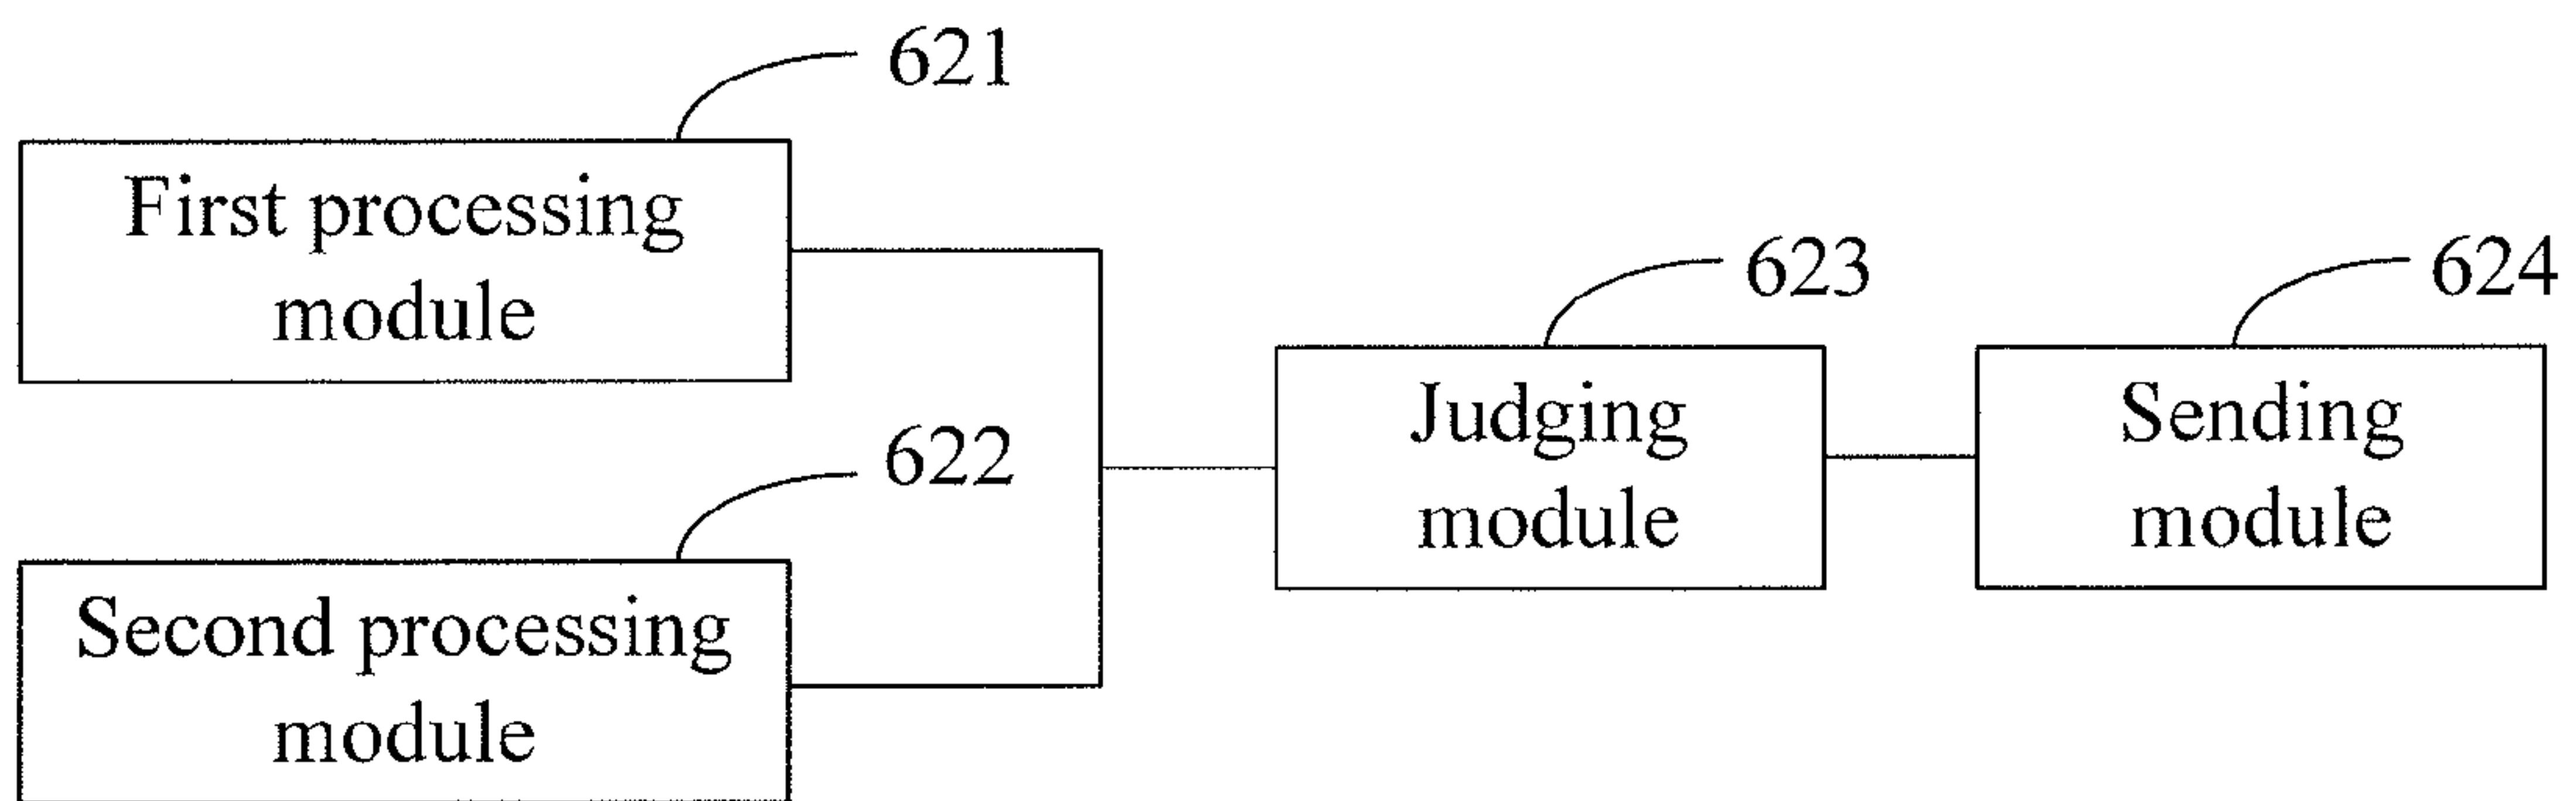 621
First processing
module
623
624
Judging
module
Sending
module
622
Second processing
module